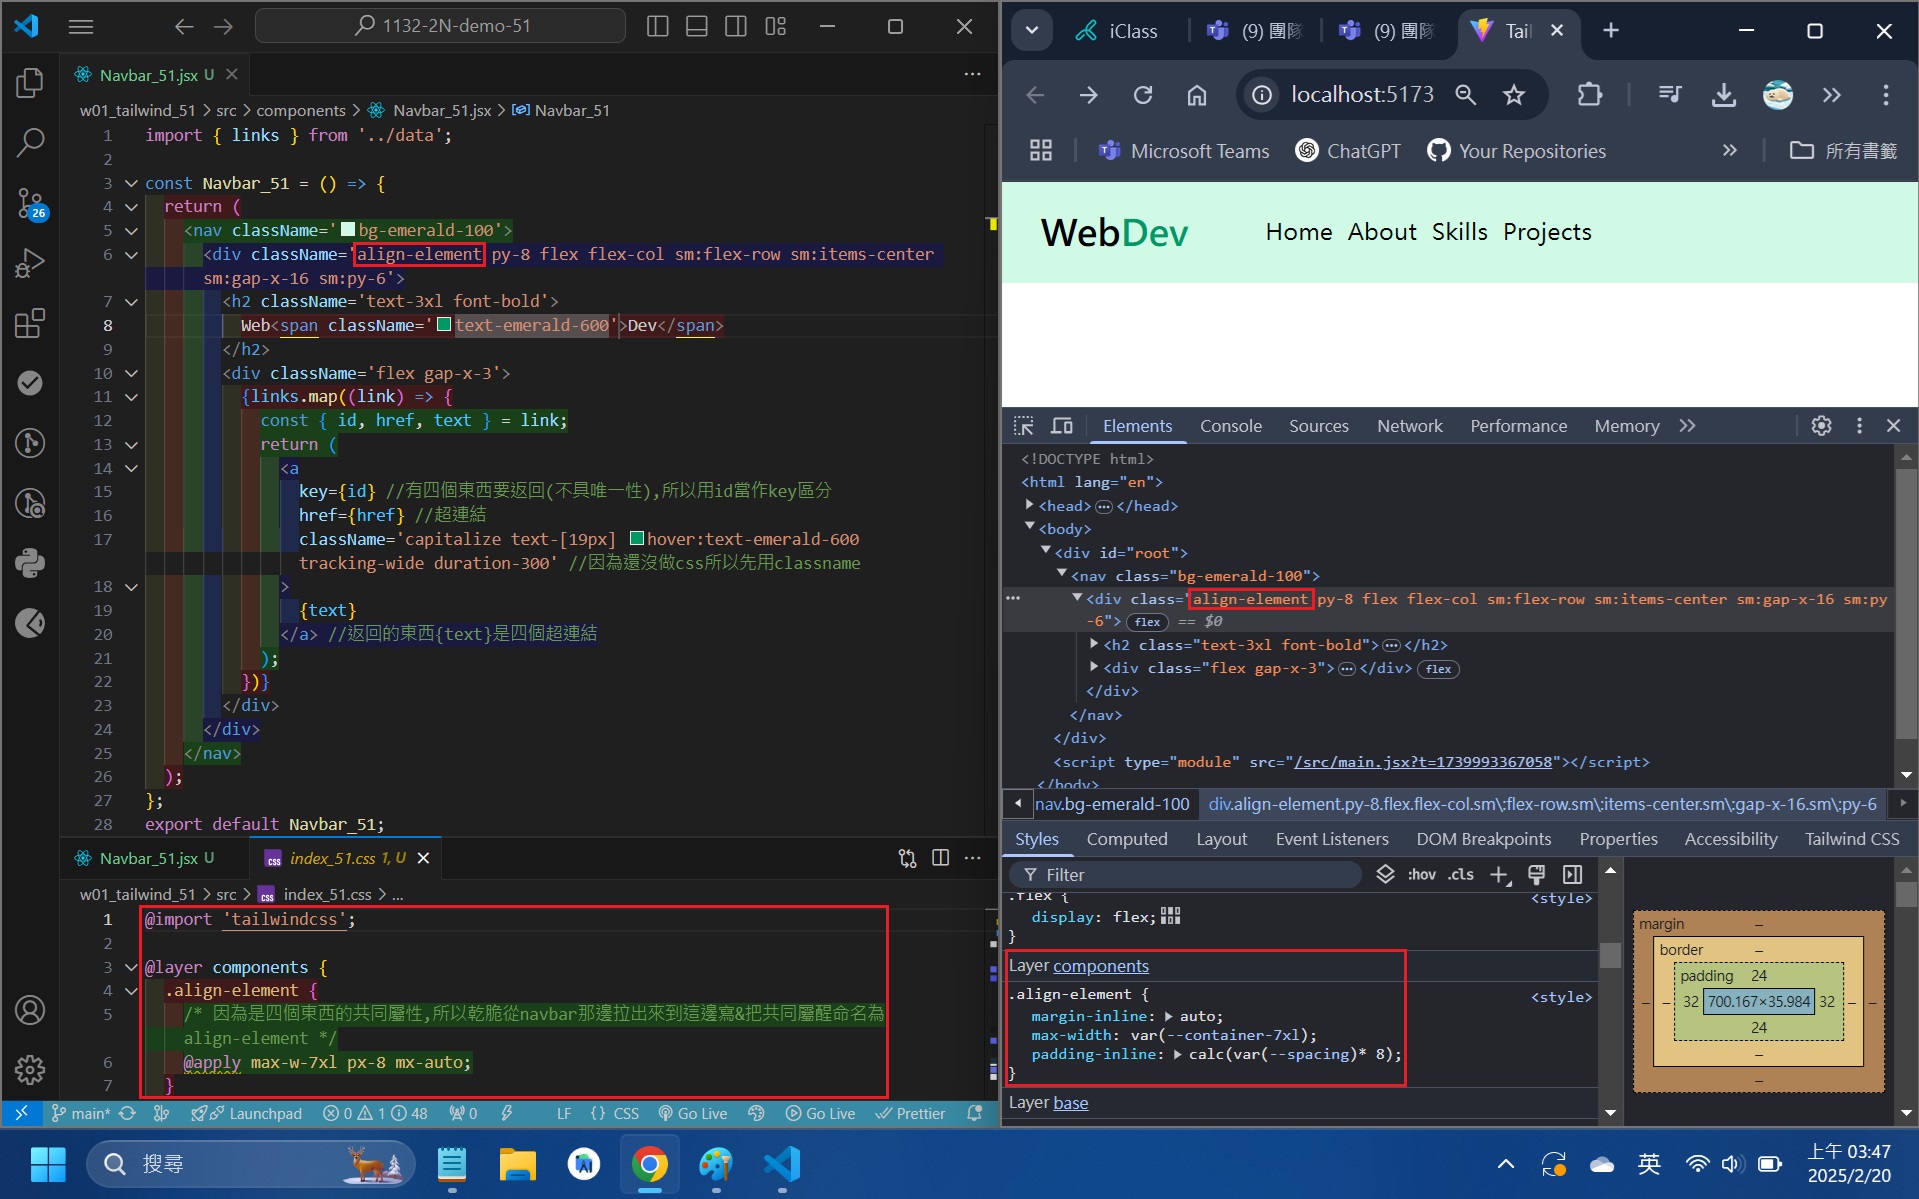 1132-2N-demo-51
Navbar_51.jsx U
w01_tailwind_51 > src > components > Navbar_51.jsx > Navbar_51
1 import { links } from '../data';
2
3 const Navbar_51 = () => {
4 return (
5 <nav className='bg-emerald-100'>
6 <div className='align-element py-8 flex flex-col sm:flex-row sm:items-center
sm:gap-x-16 sm:py-6'>
7 <h2 className='text-3xl font-bold'>
8 Web<span className='text-emerald-600'>Dev</span>
9 </h2>
10 <div className='flex gap-x-3'>
11 {links.map((link) => {
12 const { id, href, text } = link;
13 return (
14 <a
15 key={id} //有四個東西要返回(不具唯一性),所以用id當作key區分
16 href={href} //超連結
17 className='capitalize text-[19px] hover:text-emerald-600
tracking-wide duration-300' //因為還沒做css所以先用classname
18 >
19 {text}
20 </a> //返回的東西{text}是四個超連結
21 );
22 })}
23 </div>
24 </div>
25 </nav>
26 );
27 };
28 export default Navbar_51;
Navbar_51.jsx U
index_51.css 1, U
w01_tailwind_51 > src > index_51.css > ...
1 @import 'tailwindcss';
2
3 @layer components {
4 .align-element {
5 /* 因為是四個東西的共同屬性,所以乾脆從navbar那邊拉出來到這邊寫&把共同屬醒命名為
align-element */
6 @apply max-w-7xl px-8 mx-auto;
7 }
26
main* Launchpad 0 1 48 0 LF {} CSS Go Live Go Live Prettier
iClass
(9) 團隊
(9) 團隊
Tail
localhost:5173
Microsoft Teams
ChatGPT
Your Repositories
所有書籤
WebDev
Home About Skills Projects
Elements Console Sources Network Performance Memory
<!DOCTYPE html>
<html lang="en">
<head> … </head>
<body>
<div id="root">
<nav class="bg-emerald-100">
<div class="align-element py-8 flex flex-col sm:flex-row sm:items-center sm:gap-x-16 sm:py
-6"> flex == $0
<h2 class="text-3xl font-bold"> … </h2>
<div class="flex gap-x-3"> … </div> flex
</div>
</nav>
</div>
<script type="module" src="/src/main.jsx?t=1739993367058"></script>
</body>
nav.bg-emerald-100 div.align-element.py-8.flex.flex-col.sm\:flex-row.sm\:items-center.sm\:gap-x-16.sm\:py-6
Styles Computed Layout Event Listeners DOM Breakpoints Properties Accessibility Tailwind CSS
Filter :hov .cls
.flex { <style>
display: flex;
}
Layer components
.align-element { <style>
margin-inline: auto;
max-width: var(--container-7xl);
padding-inline: calc(var(--spacing)* 8);
}
Layer base
margin –
border –
padding 24
– – 32 700.167×35.984 32 – –
24
–
–
搜尋
英
上午 03:47
2025/2/20